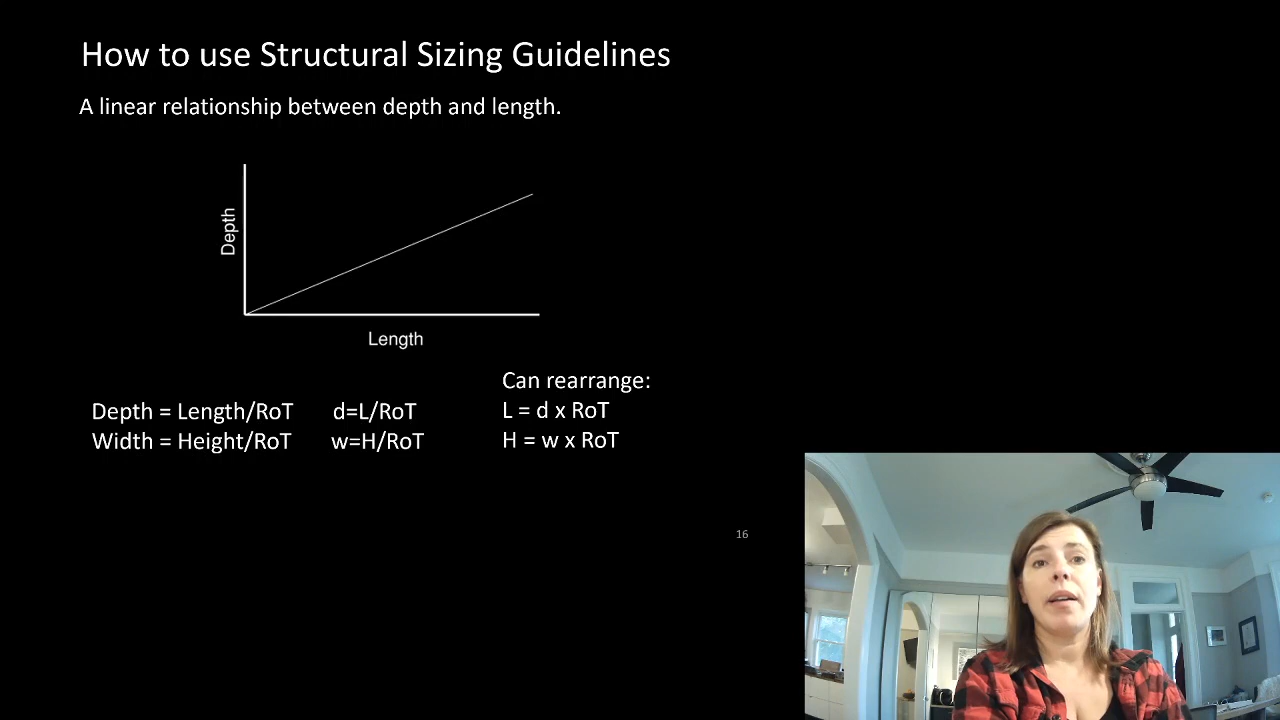 How to use Structural Sizing Guidelines
A linear relationship between depth and length.
Depth
Length
Depth = Length/RoT d=L/RoT
Width = Height/RoT w=H/RoT
Can rearrange:
L = d x RoT
H = w x RoT
16